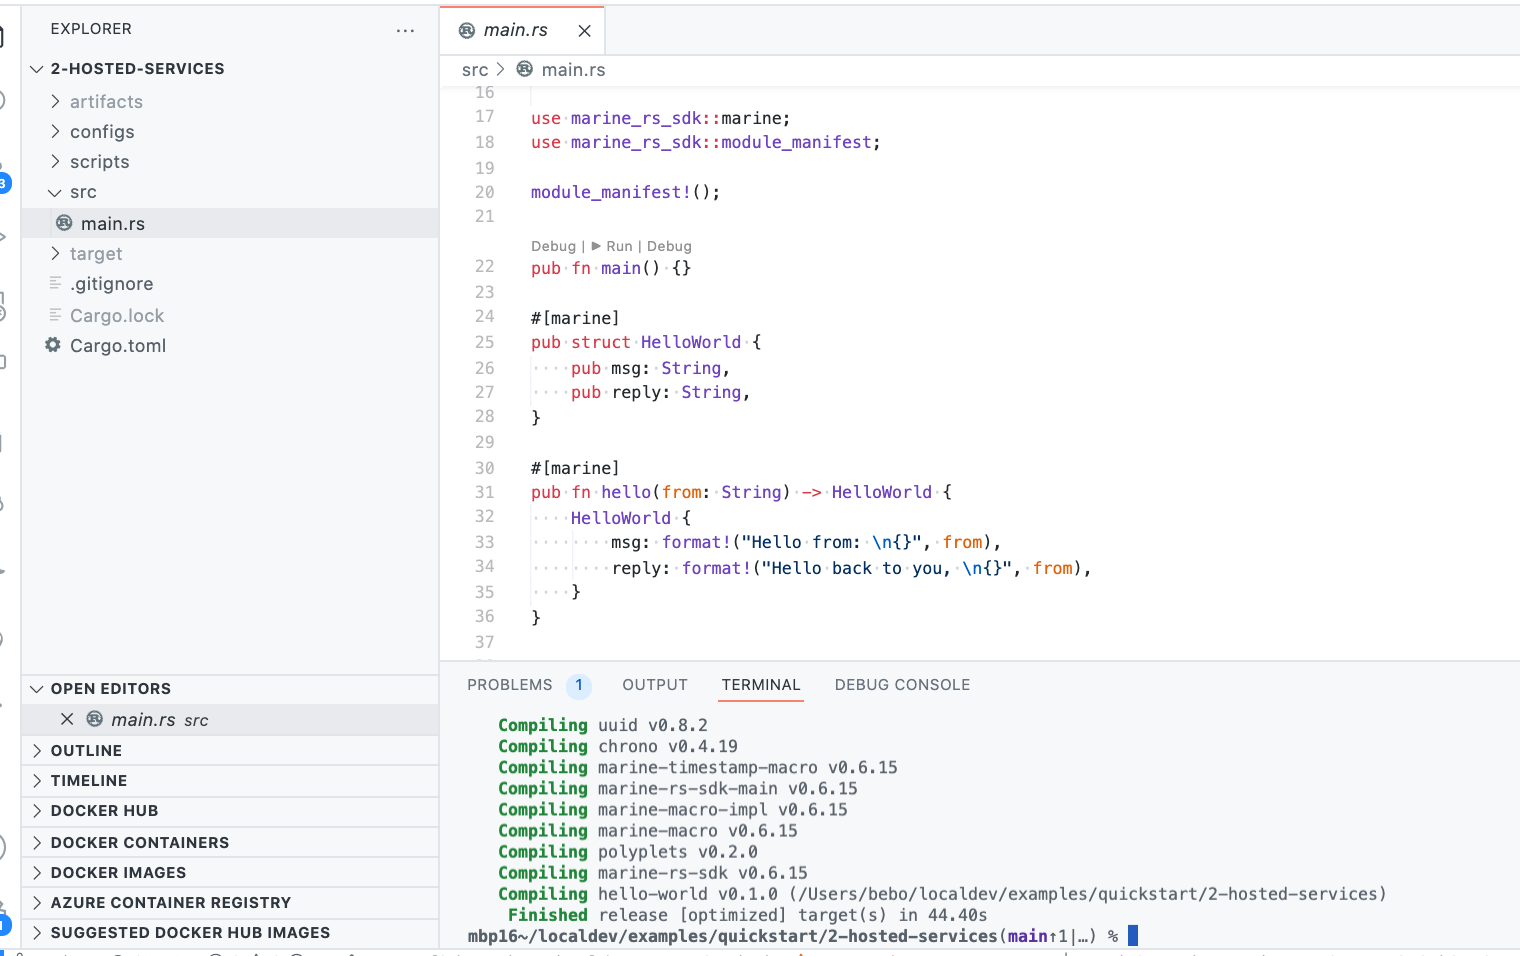 EXPLORER
2-HOSTED-SERVICES
artifacts
configs
scripts
src
main.rs
target
.gitignore
Cargo.lock
Cargo.toml
OPEN EDITORS
main.rs src
OUTLINE
TIMELINE
DOCKER HUB
DOCKER CONTAINERS
DOCKER IMAGES
AZURE CONTAINER REGISTRY
SUGGESTED DOCKER HUB IMAGES
3
1
main.rs
src > main.rs
16
17 use marine_rs_sdk::marine;
18 use marine_rs_sdk::module_manifest;
19
20 module_manifest!();
21
Debug | ▶ Run | Debug
22 pub fn main() {}
23
24 #[marine]
25 pub struct HelloWorld {
26 pub msg: String,
27 pub reply: String,
28 }
29
30 #[marine]
31 pub fn hello(from: String) -> HelloWorld {
32 HelloWorld {
33 msg: format!("Hello from: \n{}", from),
34 reply: format!("Hello back to you, \n{}", from),
35 }
36 }
37
PROBLEMS 1 OUTPUT TERMINAL DEBUG CONSOLE
Compiling uuid v0.8.2
Compiling chrono v0.4.19
Compiling marine-timestamp-macro v0.6.15
Compiling marine-rs-sdk-main v0.6.15
Compiling marine-macro-impl v0.6.15
Compiling marine-macro v0.6.15
Compiling polyplets v0.2.0
Compiling marine-rs-sdk v0.6.15
Compiling hello-world v0.1.0 (/Users/bebo/localdev/examples/quickstart/2-hosted-services)
Finished release [optimized] target(s) in 44.40s
mbp16~/localdev/examples/quickstart/2-hosted-services(main↑1|…) %